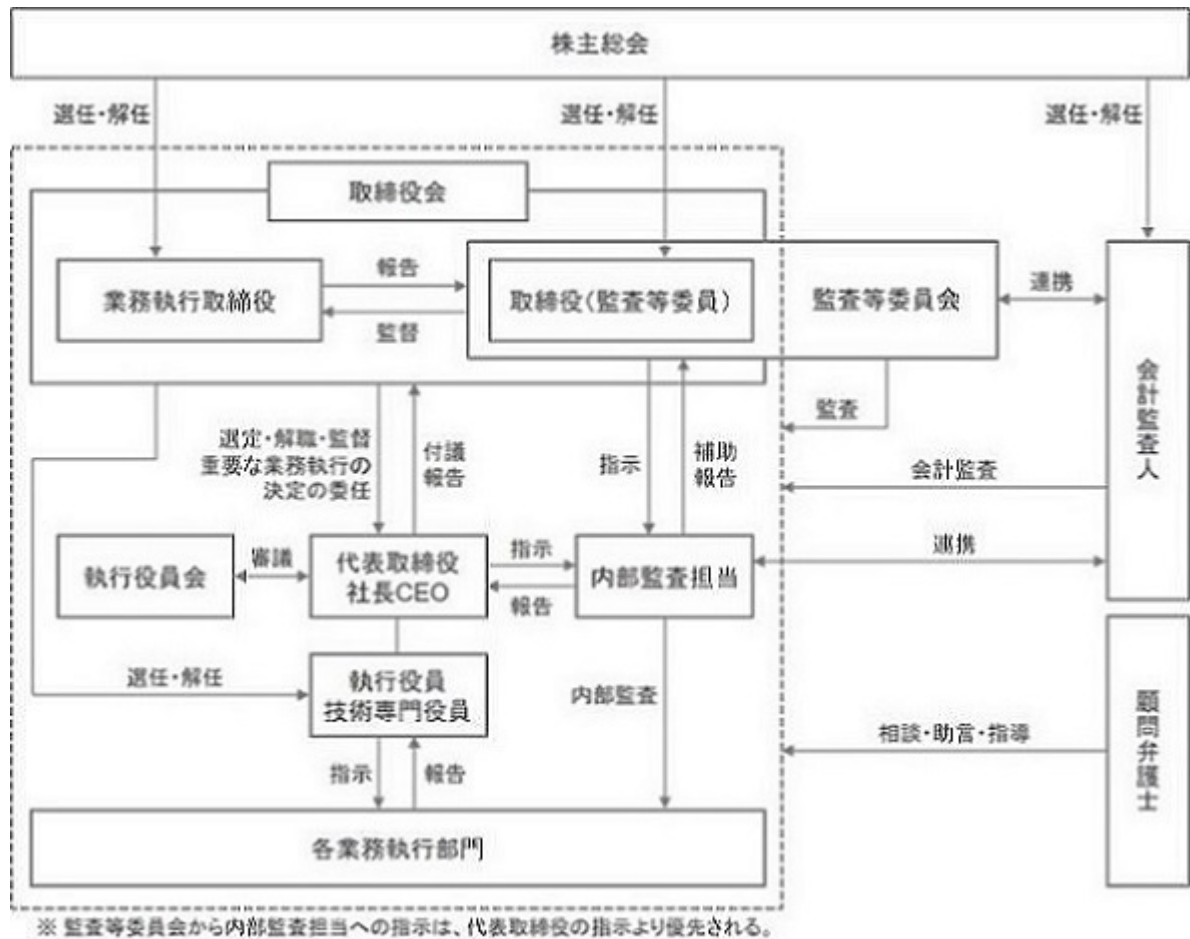 株主総会
選任・解任
選任・解任
選任・解任
取締役会
業務執行取締役
報告
監督
取締役(監査等委員)
監査等委員会
連携
会計監査人
監査
選定・解職・監督
重要な業務執行の
決定の委任
付議
報告
指示
補助
報告
会計監査
執行役員会
審議
代表取締役
社長CEO
指示
報告
内部監査担当
連携
選任・解任
執行役員
技術専門役員
内部監査
相談・助言・指導
顧問弁護士
指示
報告
各業務執行部門
※ 監査等委員会から内部監査担当への指示は、代表取締役の指示より優先される。